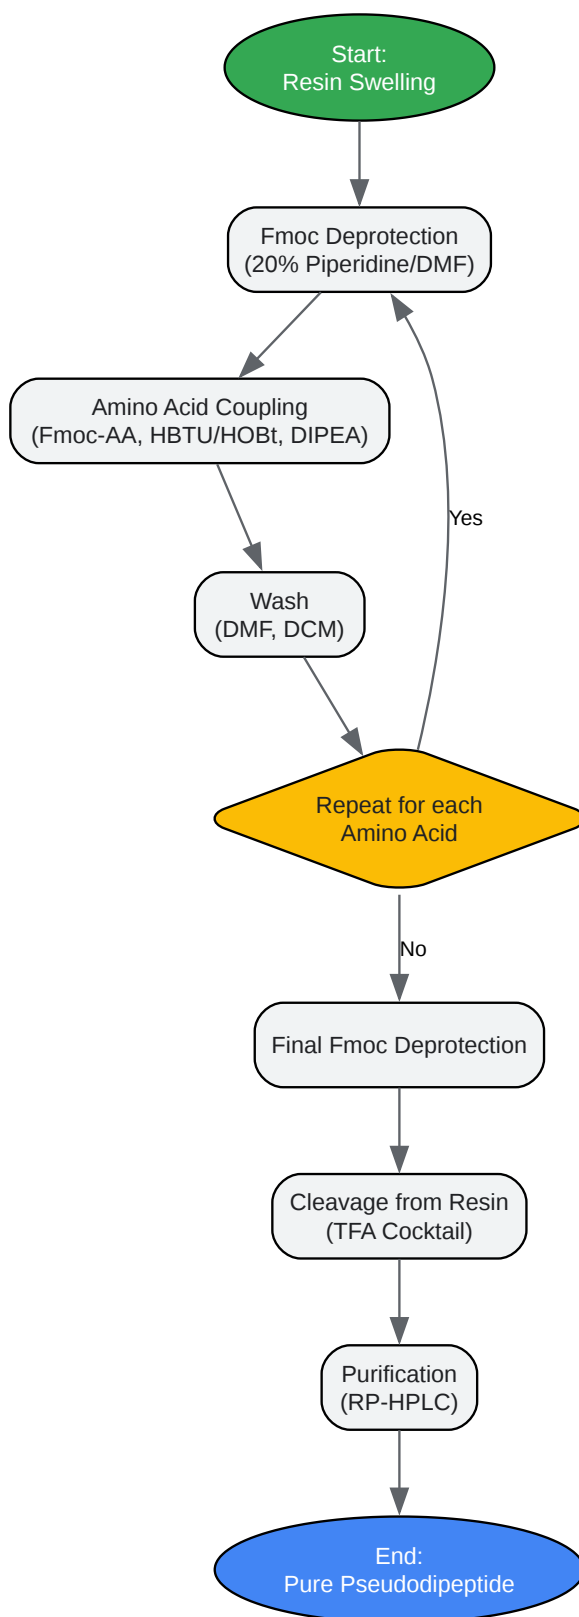 Start:
Resin Swelling
Fmoc Deprotection
(20% Piperidine/DMF)
Amino Acid Coupling
(Fmoc-AA, HBTU/HOBt, DIPEA)
Yes
Wash
(DMF, DCM)
Repeat for each
Amino Acid
No
Final Fmoc Deprotection
Cleavage from Resin
(TFA Cocktail)
Purification
(RP-HPLC)
End:
Pure Pseudodipeptide